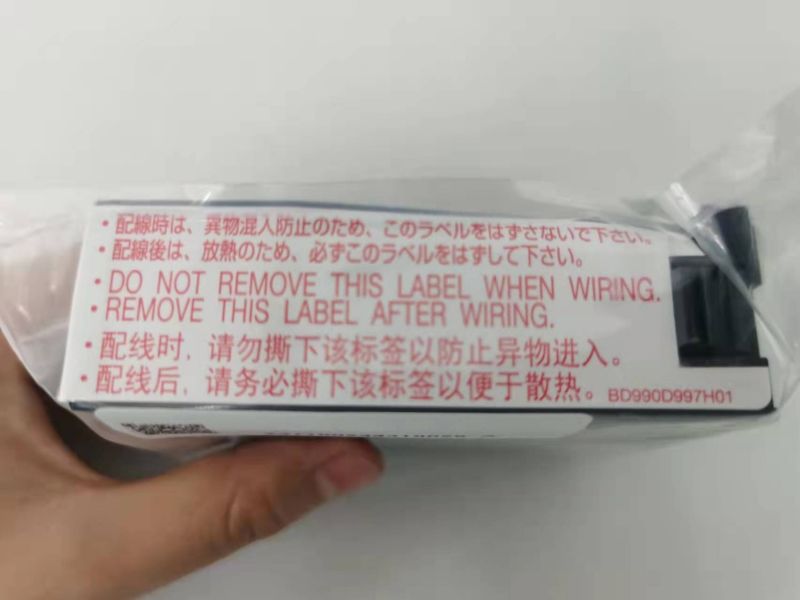 ・配線時は、異物混入防止のため、このラベルをはずさないで下さい。
・配線後は、放熱のため、必ずこのラベルをはずして下さい。
・DO NOT REMOVE THIS LABEL WHEN WIRING.
・REMOVE THIS LABEL AFTER WIRING.
・配线时，请勿撕下该标签以防止异物进入。
・配线后，请务必撕下该标签以便于散热。 BD990D997H01